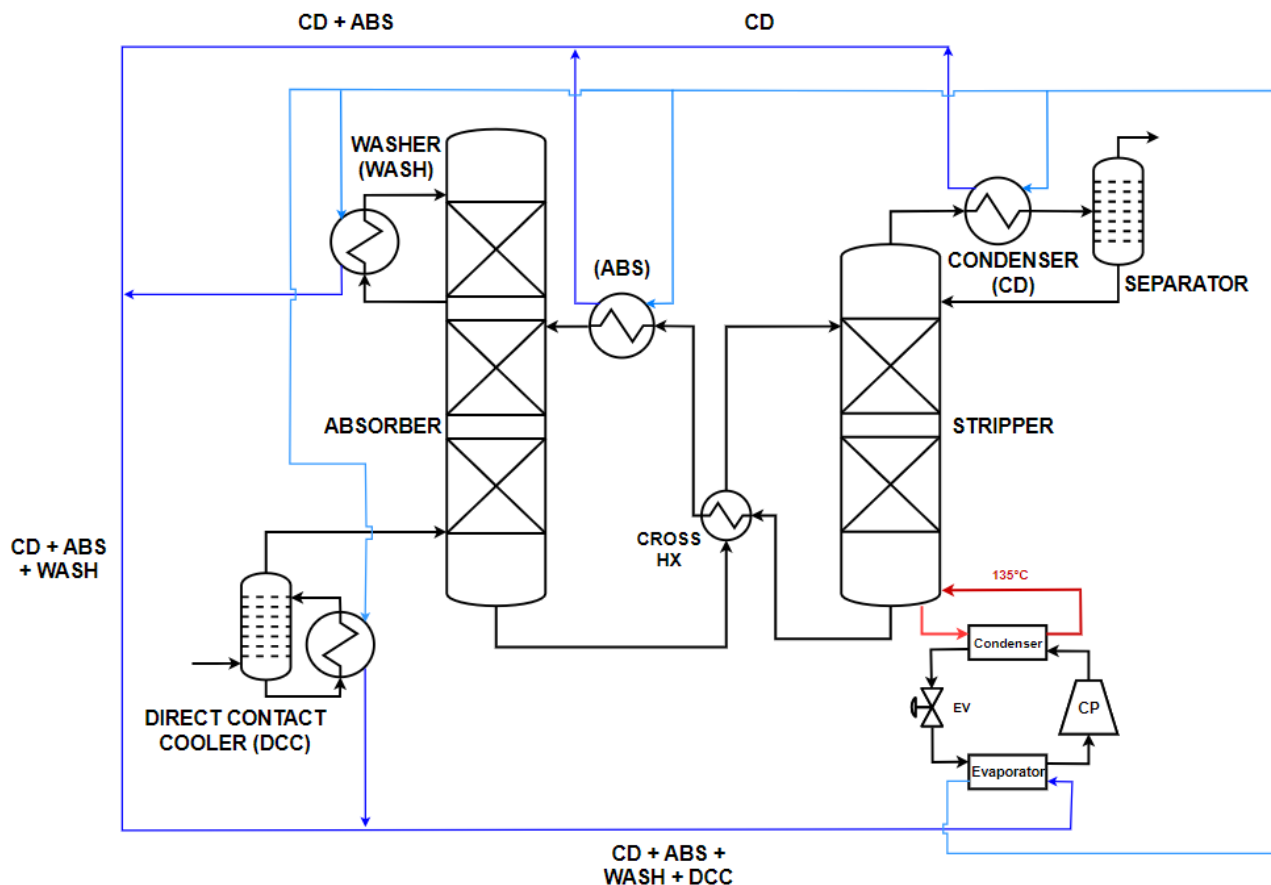 CD + ABS
CD
WASHER
(WASH)
(ABS)
CONDENSER
(CD)
SEPARATOR
ABSORBER
STRIPPER
CROSS
HX
CD + ABS
+ WASH
135°C
Condenser
EV
CP
Evaporator
DIRECT CONTACT
COOLER (DCC)
CD + ABS +
WASH + DCC